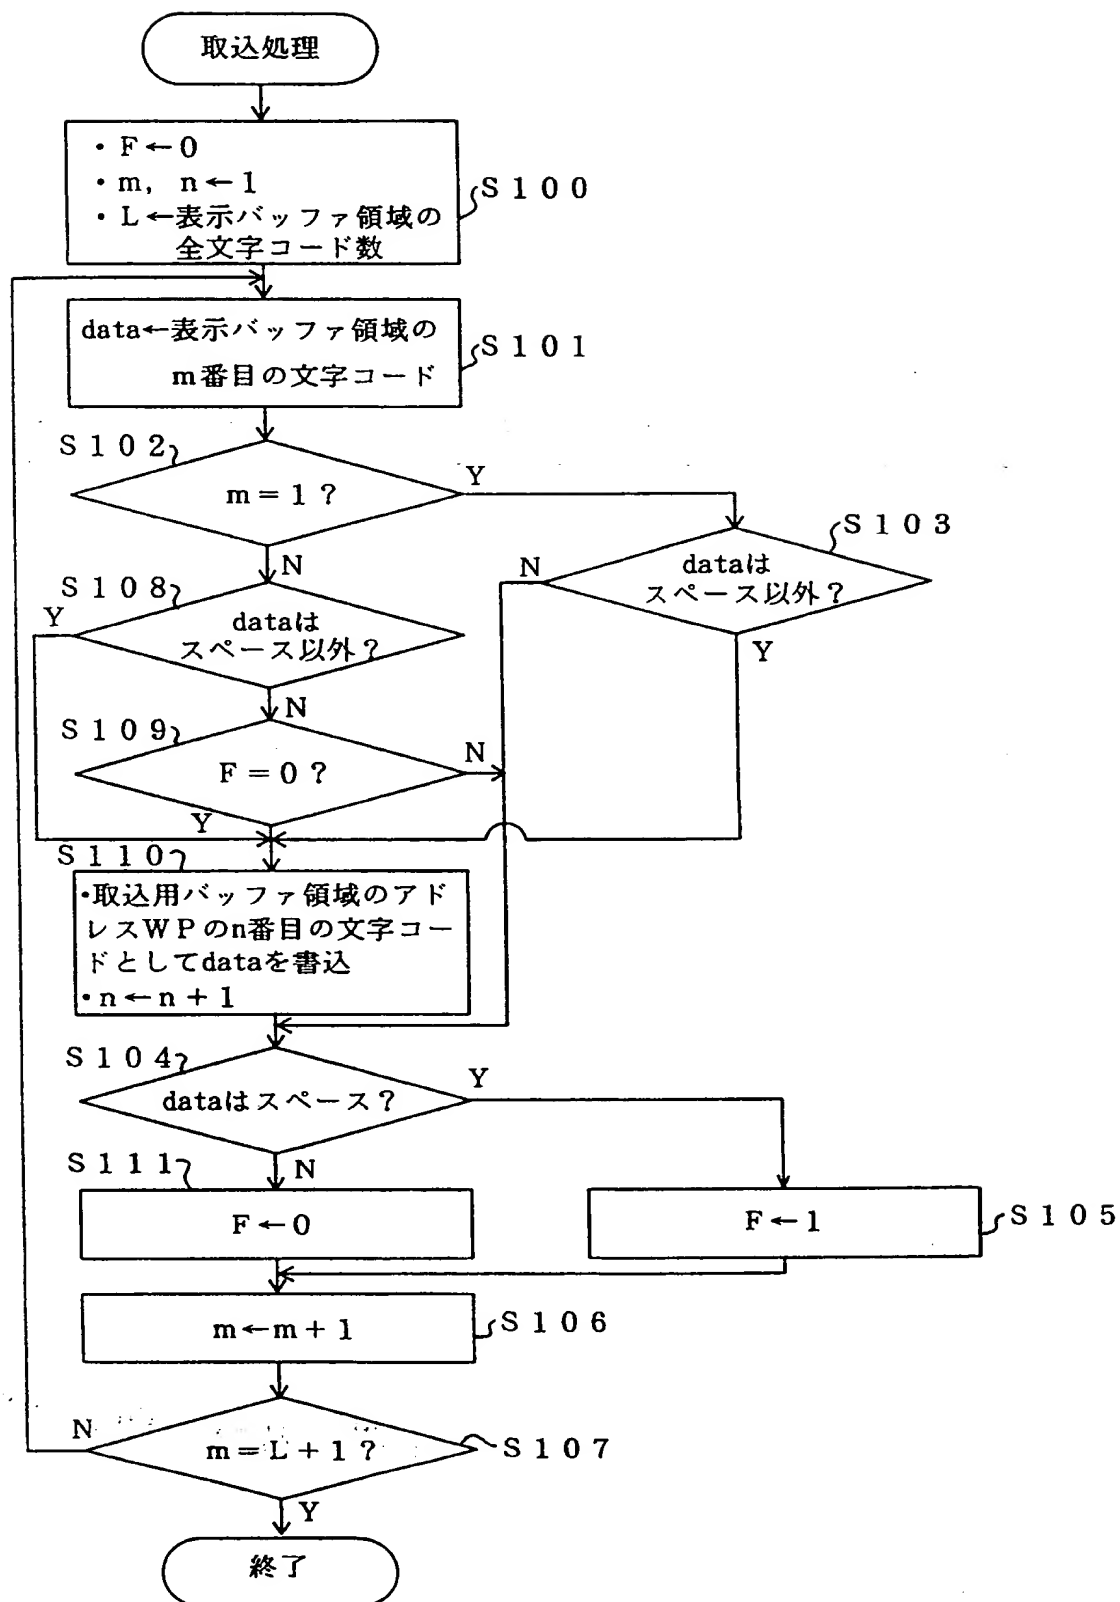 取込処理
・F←0
・m, n←1
・L←表示バッファ領域の
全文字コード数
S100
data←表示バッファ領域の
m番目の文字コード
S101
S102
m=1?
Y
N
S103
dataは
スペース以外?
N
Y
S108
dataは
スペース以外?
Y
N
S109
F=0?
N
Y
S110
・取込用バッファ領域のアド
レスWPのn番目の文字コー
ドとしてdataを書込
・n←n+1
S104
dataはスペース?
Y
N
S111
F←0
F←1
S105
m←m+1
S106
m=L+1?
N
S107
Y
終了